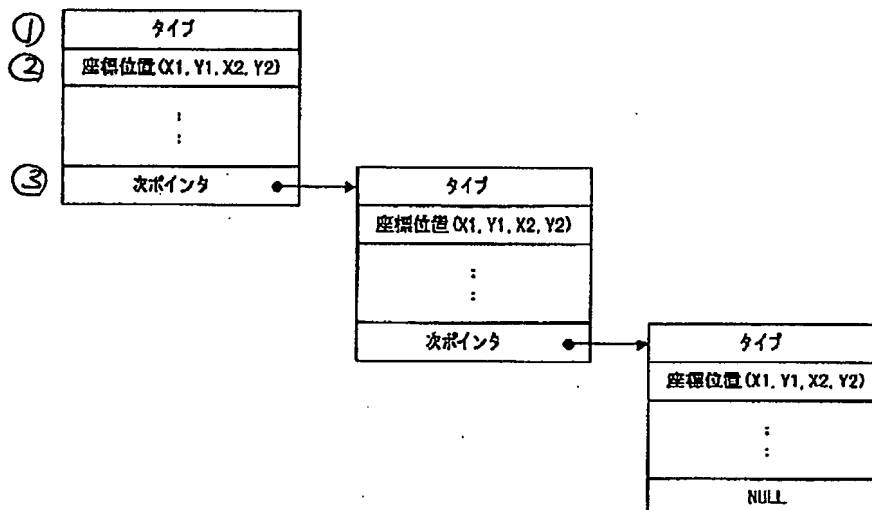 ① タイプ
② 座標位置(X1, Y1, X2, Y2)
:
:
③ 次ポインタ
タイプ
座標位置(X1, Y1, X2, Y2)
:
:
次ポインタ
タイプ
座標位置(X1, Y1, X2, Y2)
:
:
NULL